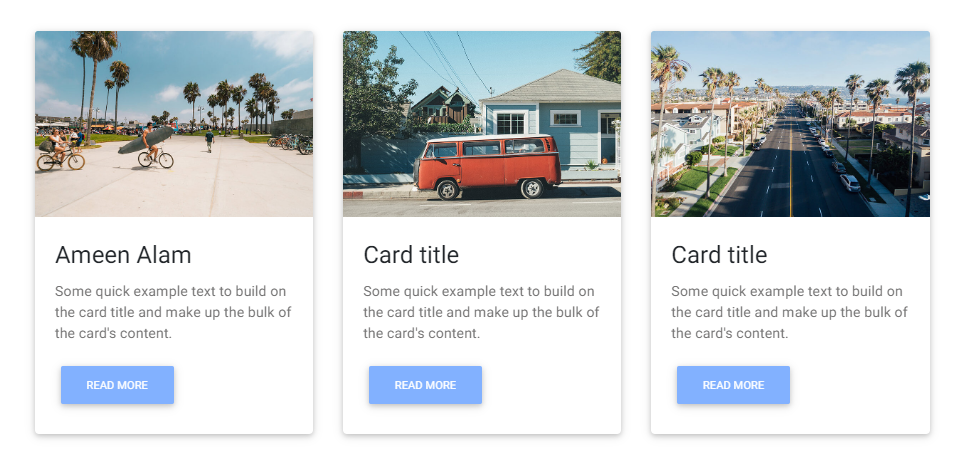 Ameen Alam
Some quick example text to build on
the card title and make up the bulk of
the card's content.
READ MORE
Card title
Some quick example text to build on
the card title and make up the bulk of
the card's content.
READ MORE
Card title
Some quick example text to build on
the card title and make up the bulk of
the card's content.
READ MORE